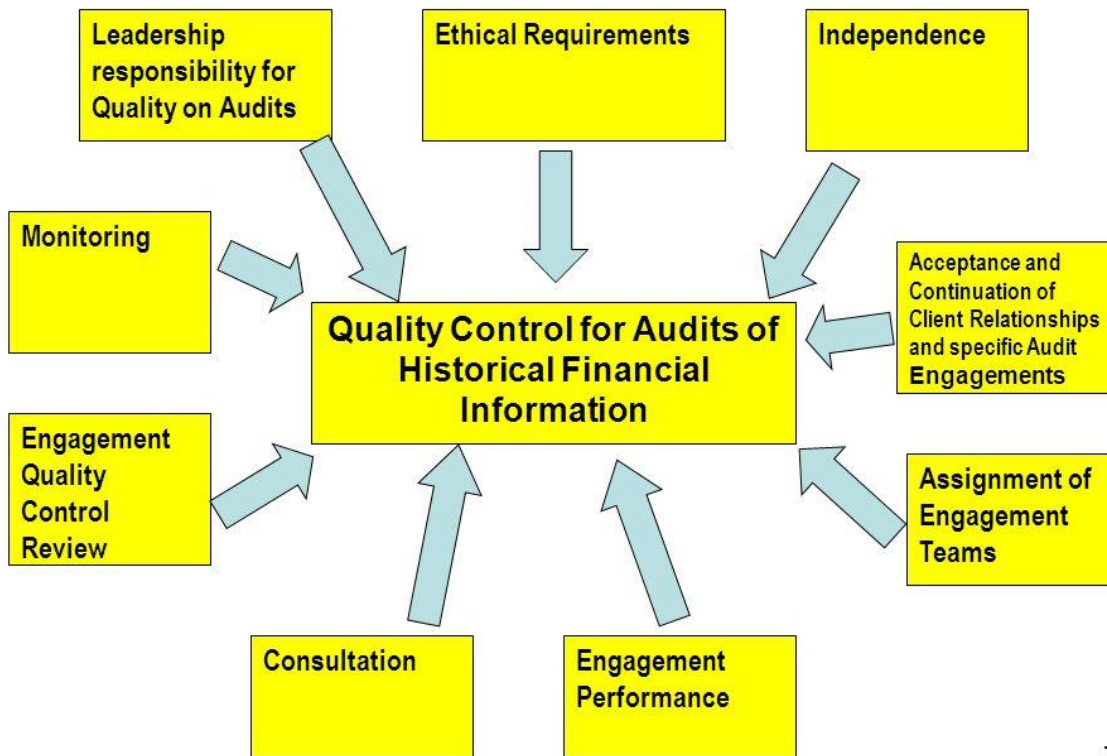 Leadership
responsibility for
Quality on Audits
Ethical Requirements
Independence
Monitoring
Acceptance and
Continuation of
Client Relationships
and specific Audit
Engagements
Quality Control for Audits of
Historical Financial
Information
Engagement
Quality
Control
Review
Assignment of
Engagement
Teams
Consultation
Engagement
Performance